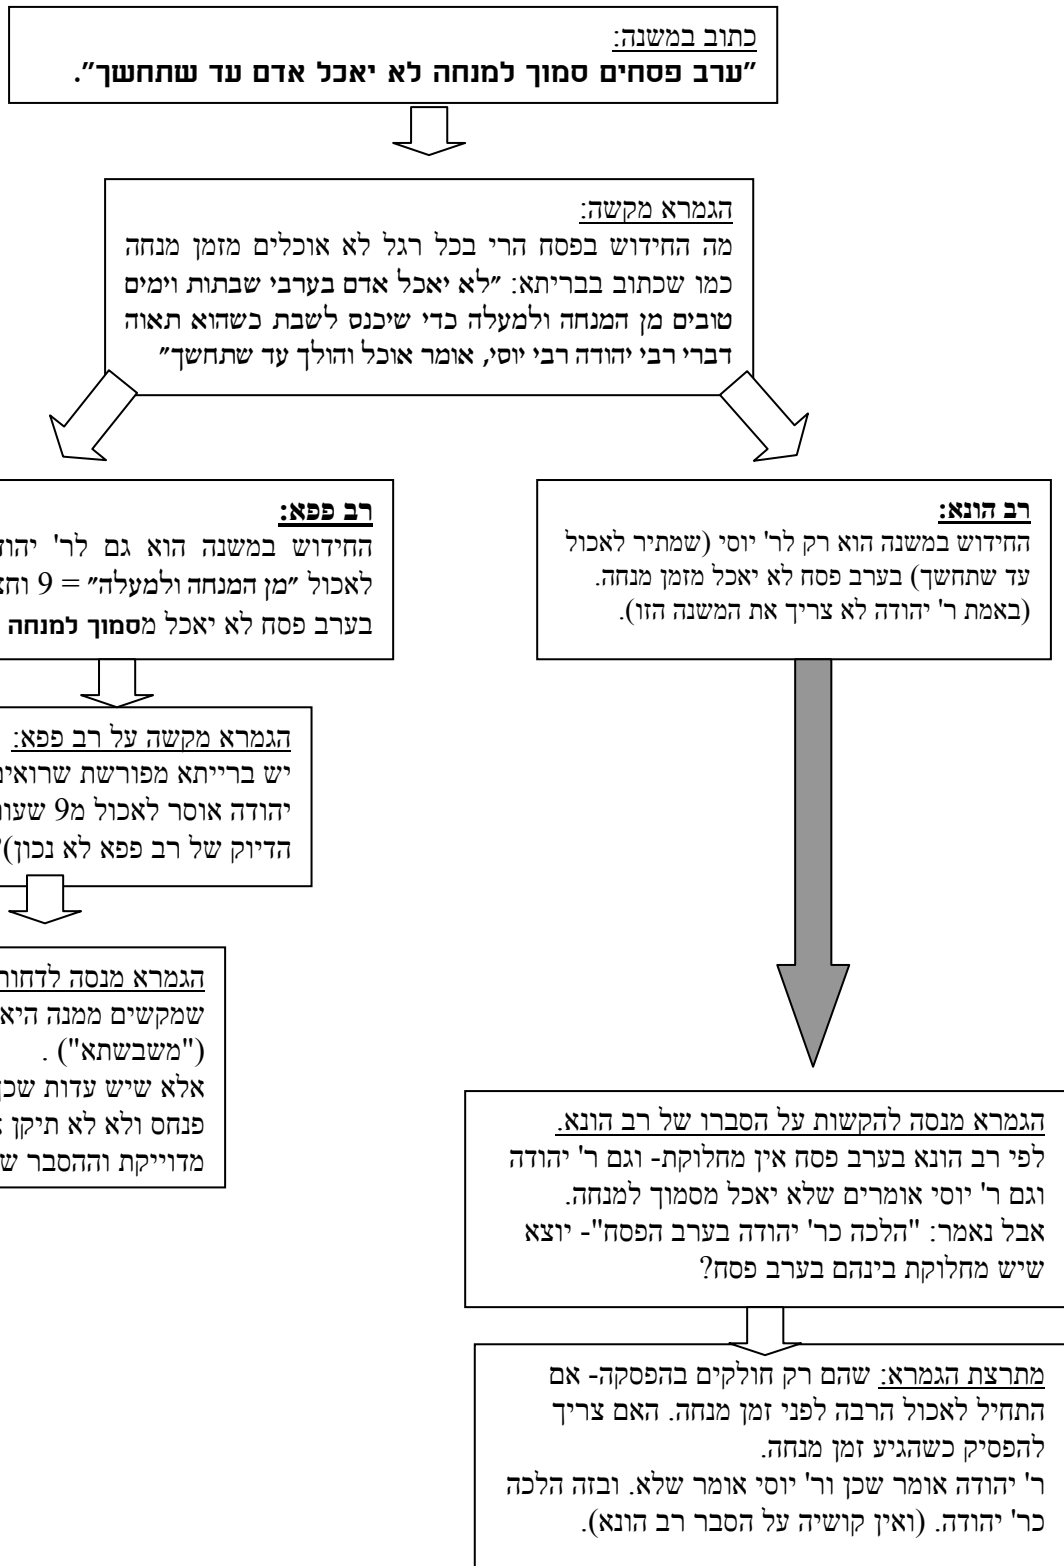 כתוב במשנה:
״ערב פסחים סמוך למנחה לא יאכל אדם עד שתחשך״.
הגמרא מקשה:
מה החידוש בפסח הרי בכל רגל לא אוכלים מזמן מנחה
כמו שכתוב בבריתא: ״לא יאכל אדם בערבי שבתות וימים
טובים מן המנחה ולמעלה כדי שיכנס לשבת כשהוא תאוה
דברי רבי יהודה רבי יוסי, אומר אוכל והולך עד שתחשך״
רב הונא:
החידוש במשנה הוא רק לר' יוסי (שמתיר לאכול
עד שתחשך) בערב פסח לא יאכל מזמן מנחה.
(באמת ר' יהודה לא צריך את המשנה הזו).
הגמרא מנסה להקשות על הסברו של רב הונא.
לפי רב הונא בערב פסח אין מחלוקת- וגם ר' יהודה
וגם ר' יוסי אומרים שלא יאכל מסמוך למנחה.
אבל נאמר: "הלכה כר' יהודה בערב הפסח"- יוצא
שיש מחלוקת בינהם בערב פסח?
מתרצת הגמרא: שהם רק חולקים בהפסקה- אם
התחיל לאכול הרבה לפני זמן מנחה. האם צריך
להפסיק כשהגיע זמן מנחה.
ר' יהודה אומר שכן ור' יוסי אומר שלא. ובזה הלכה
כר' יהודה. (ואין קושיה על הסבר רב הונא).
רב פפא:
החידוש במשנה הוא גם לר'
לאכול ״מן המנחה ולמעלה״ = 9
בערב פסח לא יאכל מסמוך למנחה
הגמרא מקשה על רב פפא:
יש ברייתא מפורשת
יהודה אוסר לאכול מ9
הדיוק של רב פפא לא נכון)
הגמרא מנסה לדחות
שמקשים ממנה היא
("משבשתא") .
אלא שיש עדות
פנחס ולא לא תיקן
מדוייקת וההסבר